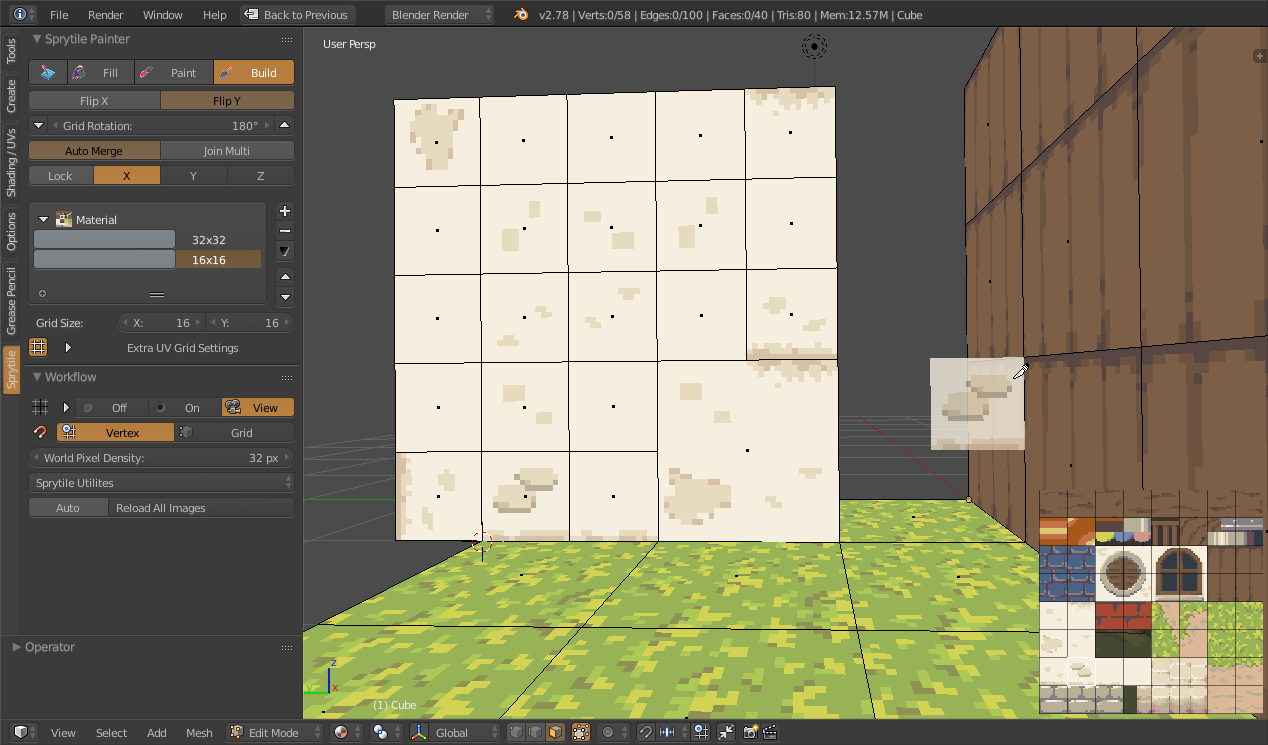 File Render Window Help Back to Previous Blender Render v2.78 | Verts:0/58 | Edges:0/100 | Faces:0/40 | Tris:80 | Mem:12.57M | Cube
Tools
Create
Shading / UVs
Options
Grease Pencil
Sprytile
Sprytile Painter
Fill Paint Build
Flip X Flip Y
Grid Rotation: 180°
Auto Merge Join Multi
Lock X Y Z
Material
32x32
16x16
Grid Size: X: 16 Y: 16
Extra UV Grid Settings
Workflow
Off On View
Vertex Grid
World Pixel Density: 32 px
Sprytile Utilites
Auto Reload All Images
Operator
User Persp
z
y x
(1) Cube
View Select Add Mesh Edit Mode Global